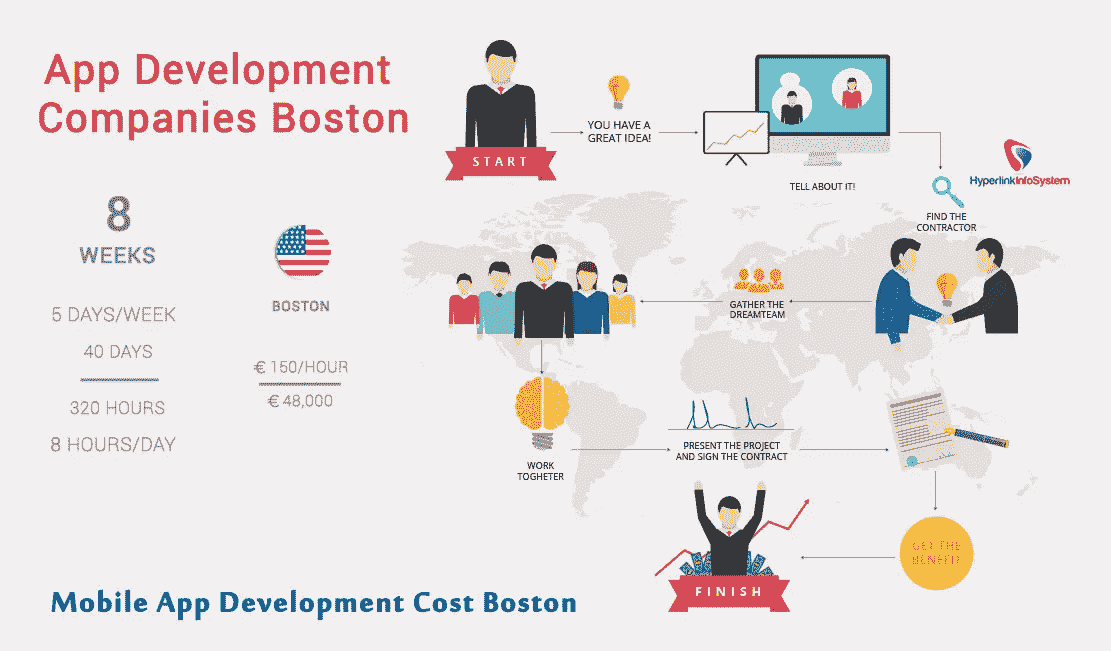 App Development
Companies Boston
START
YOU HAVE A
GREAT IDEA!
TELL ABOUT IT!
HyperlinkInfoSystem
FIND THE
CONTRACTOR
8
WEEKS
5 DAYS/WEEK
40 DAYS
320 HOURS
8 HOURS/DAY
BOSTON
€ 150/HOUR
€ 48,000
GATHER THE
DREAMTEAM
WORK
TOGHETER
PRESENT THE PROJECT
AND SIGN THE CONTRACT
GET THE
BENEFIT
FINISH
Mobile App Development Cost Boston